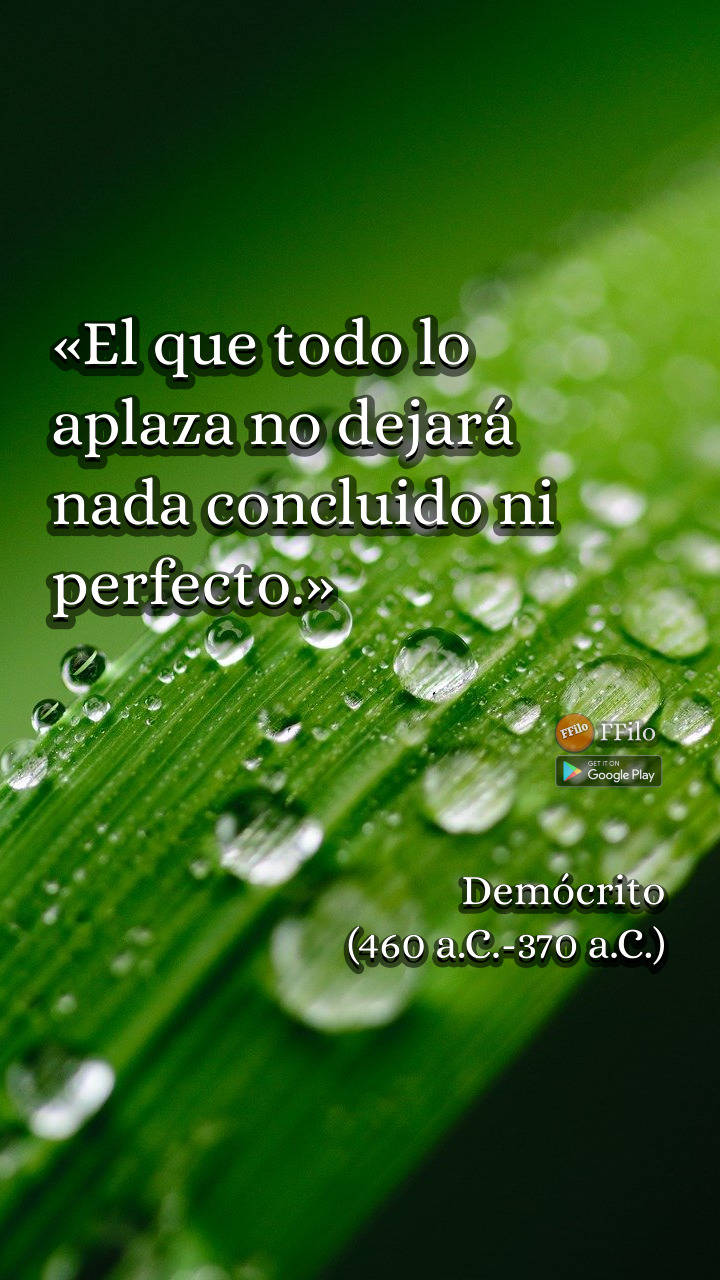 «El que todo lo
aplaza no dejará
nada concluido ni
perfecto.»
FFilo FFilo
GET IT ON
Google Play
Demócrito
(460 a.C.-370 a.C.)